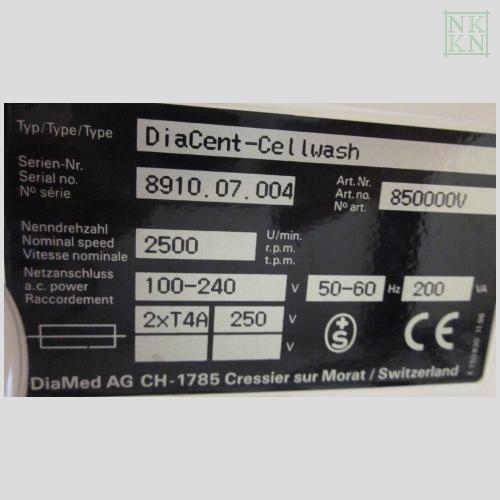 NK
KN
Typ/Type/Type DiaCent-Cellwash
Serien-Nr.
Serial no.
Nº série
8910.07.004
Art.Nr.
Art.no.
Nº art.
850000V
Nenndrehzahl
Nominal speed
Vitesse nominale
2500
U/min.
r.p.m.
t.p.m.
Netzanschluss
a.c. power
Raccordement
100-240 V 50-60 Hz 200 VA
2xT4A 250 V
V
+S
CE
DiaMed AG CH-1785 Cressier sur Morat / Switzerland